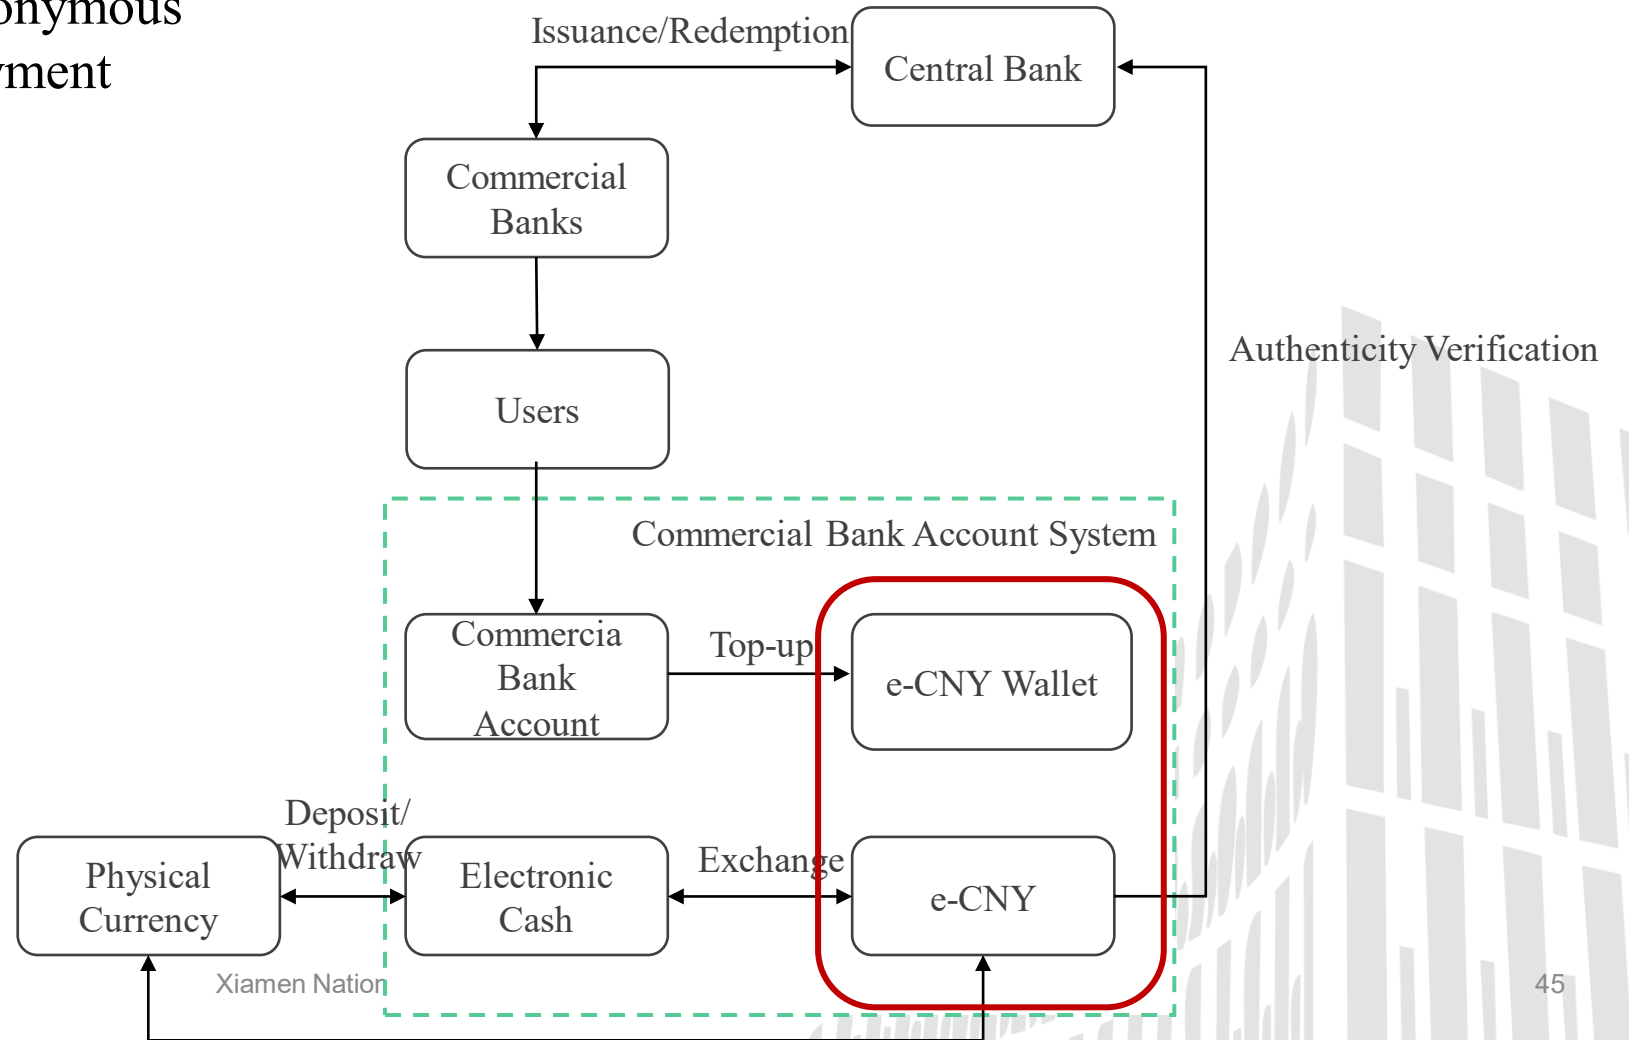 onymous
yment
Issuance/Redemption
Central Bank
Commercial
Banks
Users
Authenticity Verification
Commercial Bank Account System
Commercia
Bank
Account
Top-up
e-CNY Wallet
Deposit/
Withdraw
Physical
Currency
Electronic
Cash
Exchange
e-CNY
Xiamen Nation
45